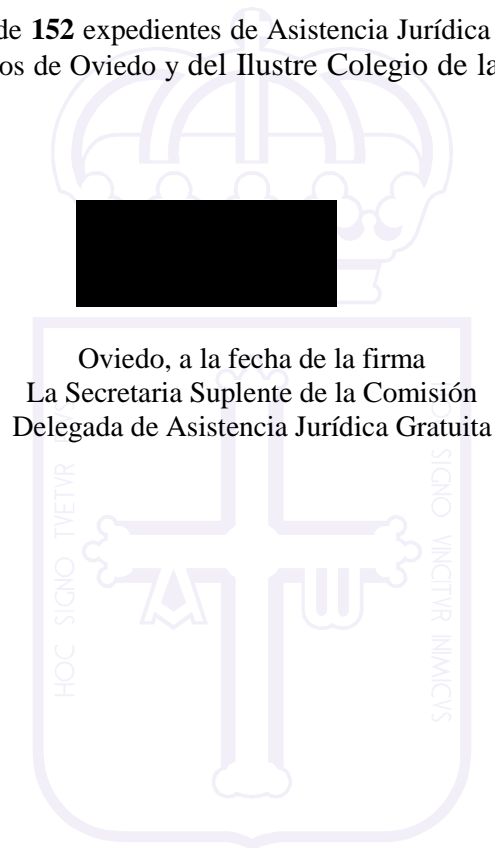 de 152 expedientes de Asistencia Jurídica
os de Oviedo y del Ilustre Colegio de la
Oviedo, a la fecha de la firma
La Secretaria Suplente de la Comisión
Delegada de Asistencia Jurídica Gratuita
HOC SIGNO TVETVR
SIGNO VINCITVR INIMICVS